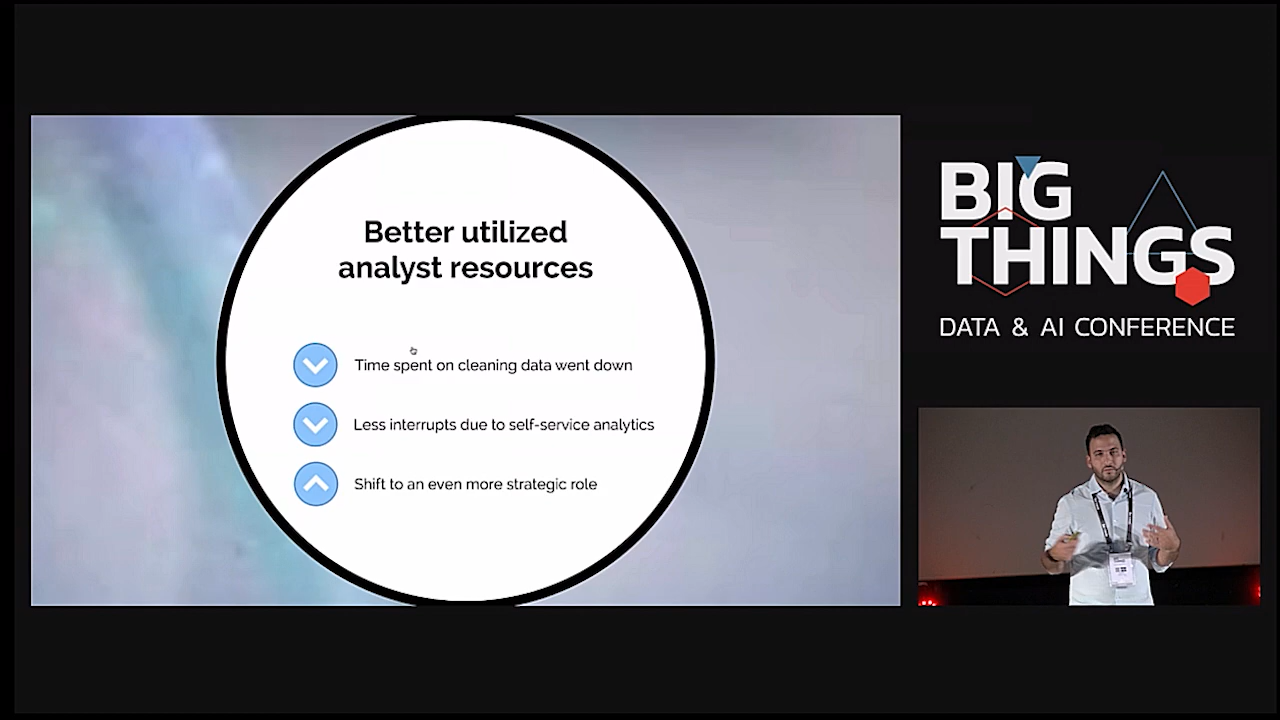 Better utilized
analyst resources
Time spent on cleaning data went down
Less interrupts due to self-service analytics
Shift to an even more strategic role
BIG
THINGS
DATA & AI CONFERENCE